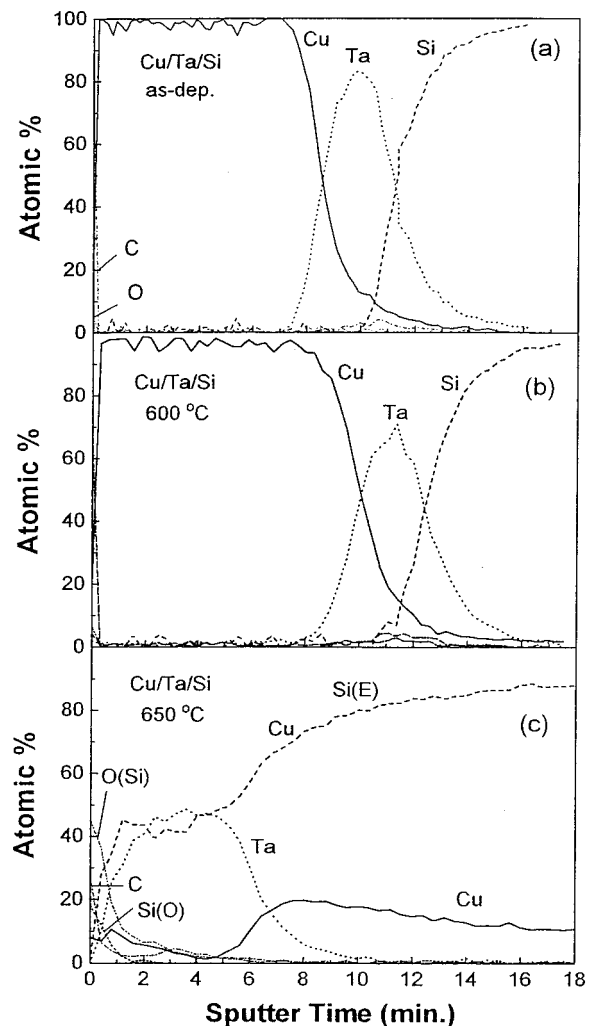 100
80
60
40
20
0
Atomic %
Cu/Ta/Si
as-dep.
Cu
Ta
Si
(a)
C
O
80
60
40
20
0
Atomic %
Cu/Ta/Si
600 °C
Cu
Ta
Si
(b)
80
60
40
20
0
Atomic %
Cu/Ta/Si
650 °C
Si(E)
Cu
(c)
O(Si)
C
Si(O)
Ta
Cu
0 2 4 6 8 10 12 14 16 18
Sputter Time (min.)